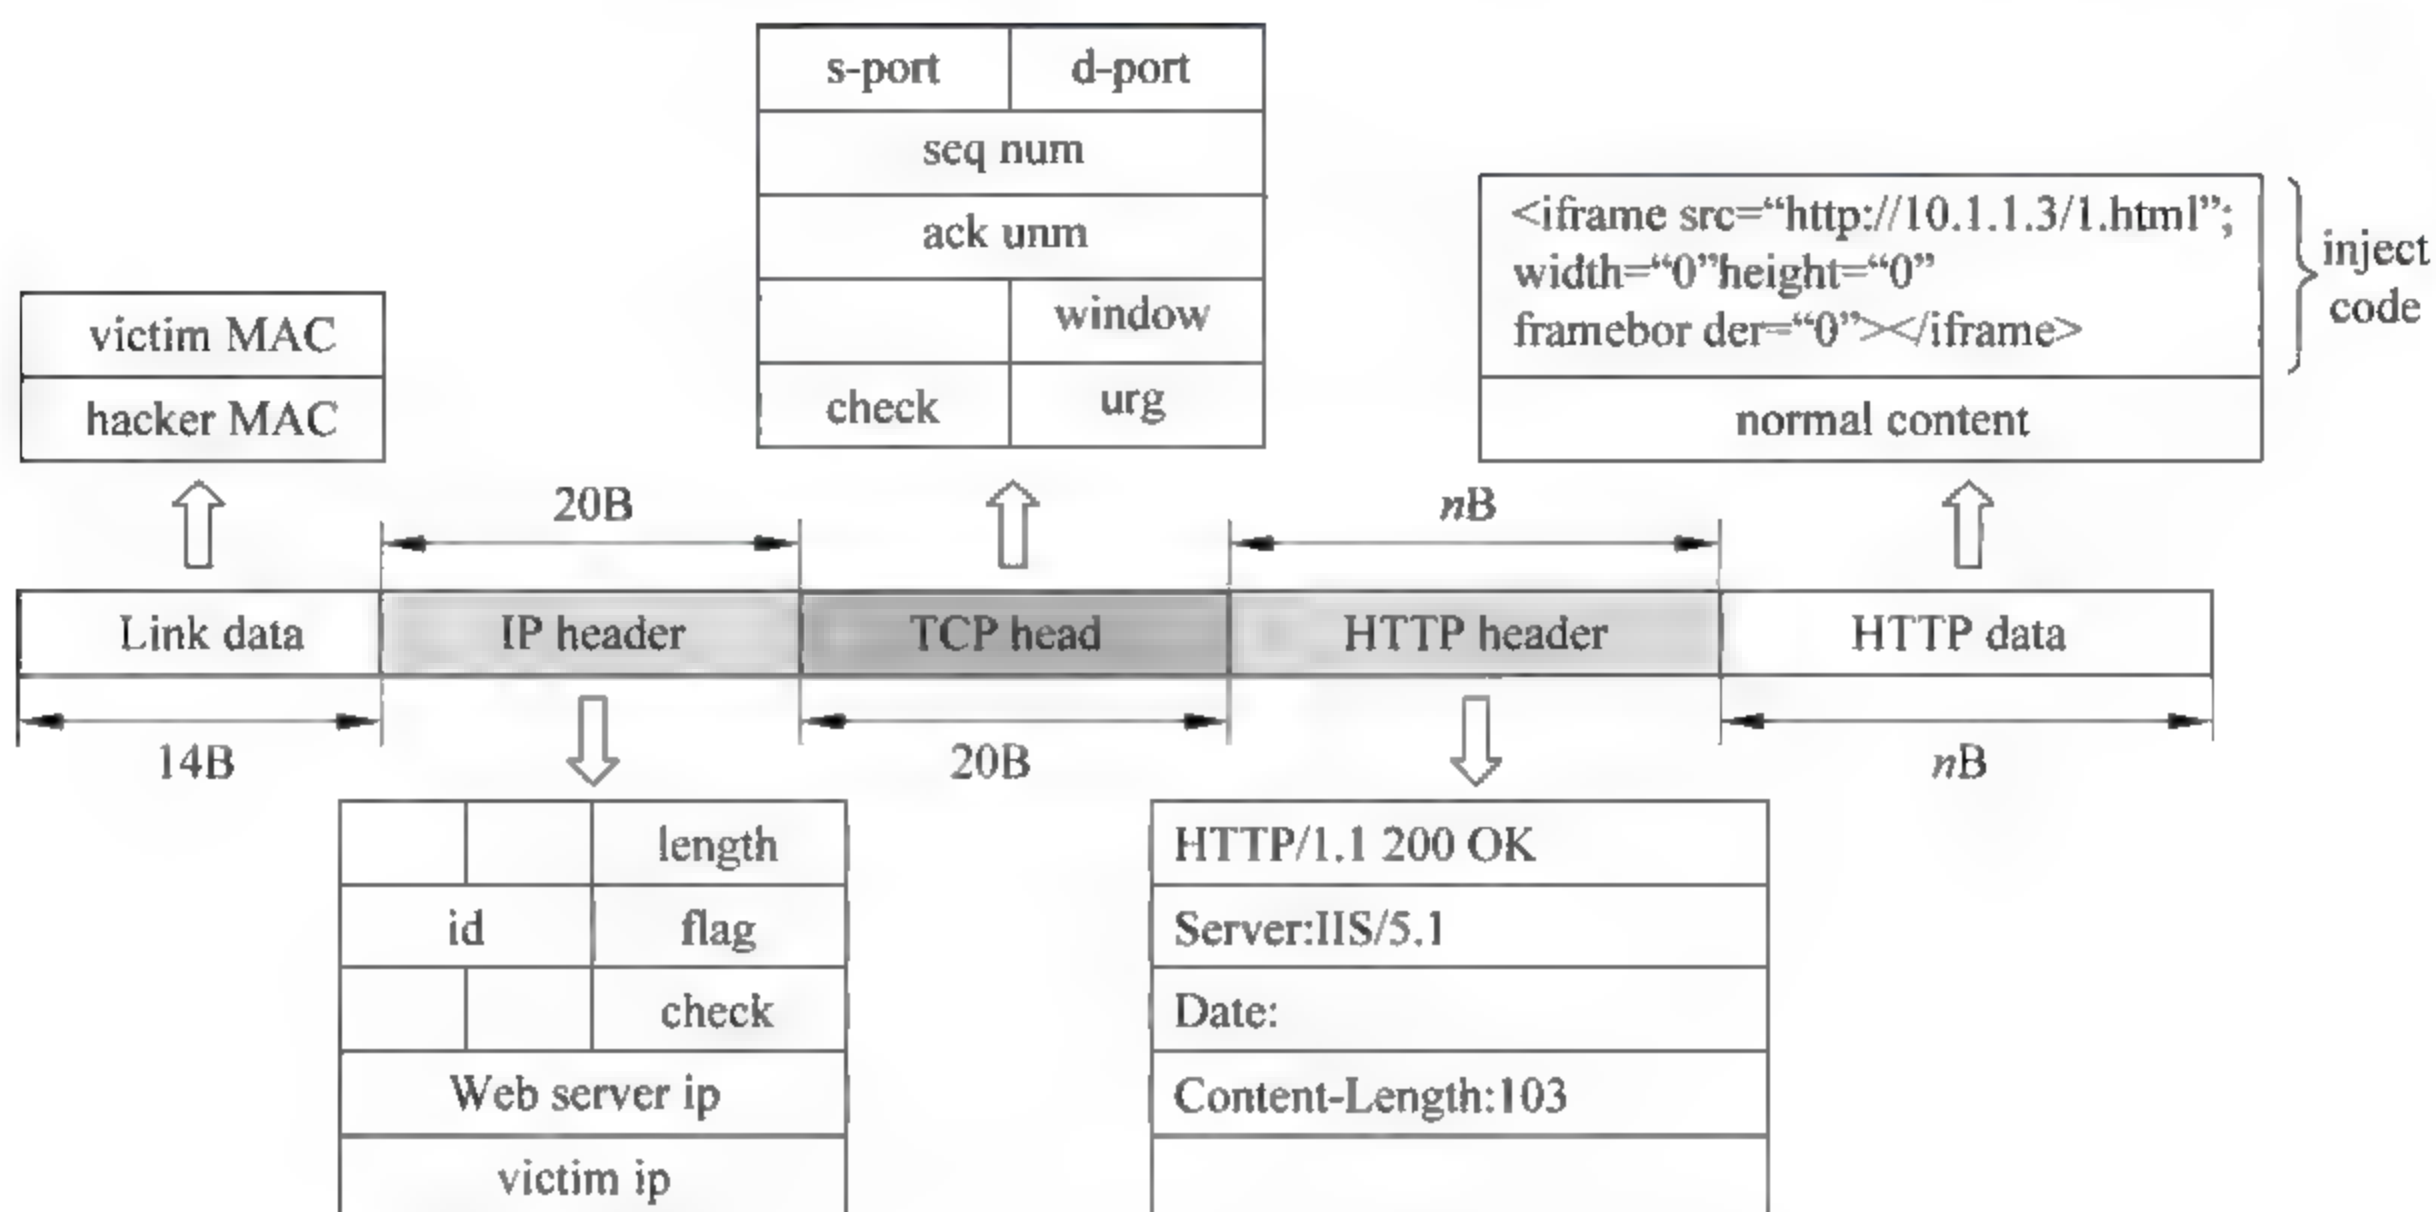 s-port d-port
seq num
ack unm
window
check urg
<iframe src=“http://10.1.1.3/1.html”;
width=“0”height=“0”
framebor der=“0”></iframe>
normal content
inject
code
victim MAC
hacker MAC
20B
nB
Link data IP header TCP head HTTP header HTTP data
14B
20B
nB
length
id flag
check
Web server ip
victim ip
HTTP/1.1 200 OK
Server:IIS/5.1
Date:
Content-Length:103